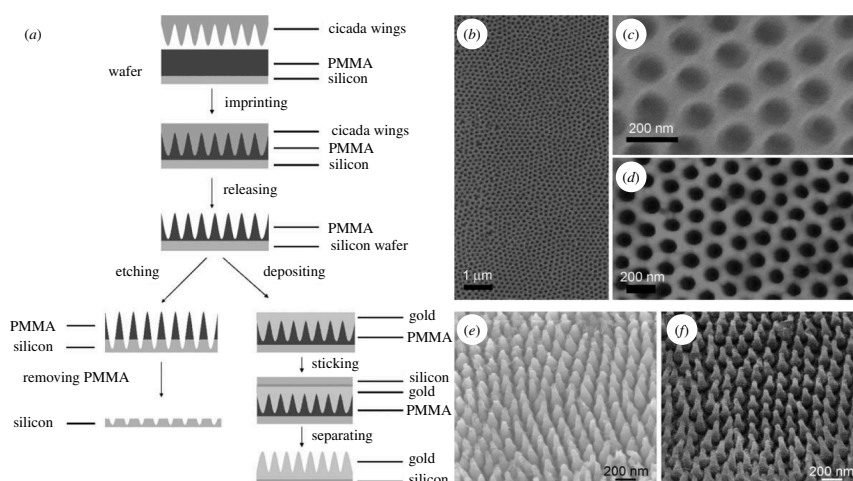 (a)
cicada wings
wafer
PMMA
silicon
imprinting
cicada wings
PMMA
silicon
releasing
PMMA
silicon wafer
etching
depositing
PMMA
silicon
removing PMMA
silicon
gold
PMMA
sticking
silicon
gold
PMMA
separating
gold
silicon
(b)
1 µm
(c)
200 nm
(d)
200 nm
(e)
200 nm
(f)
200 nm